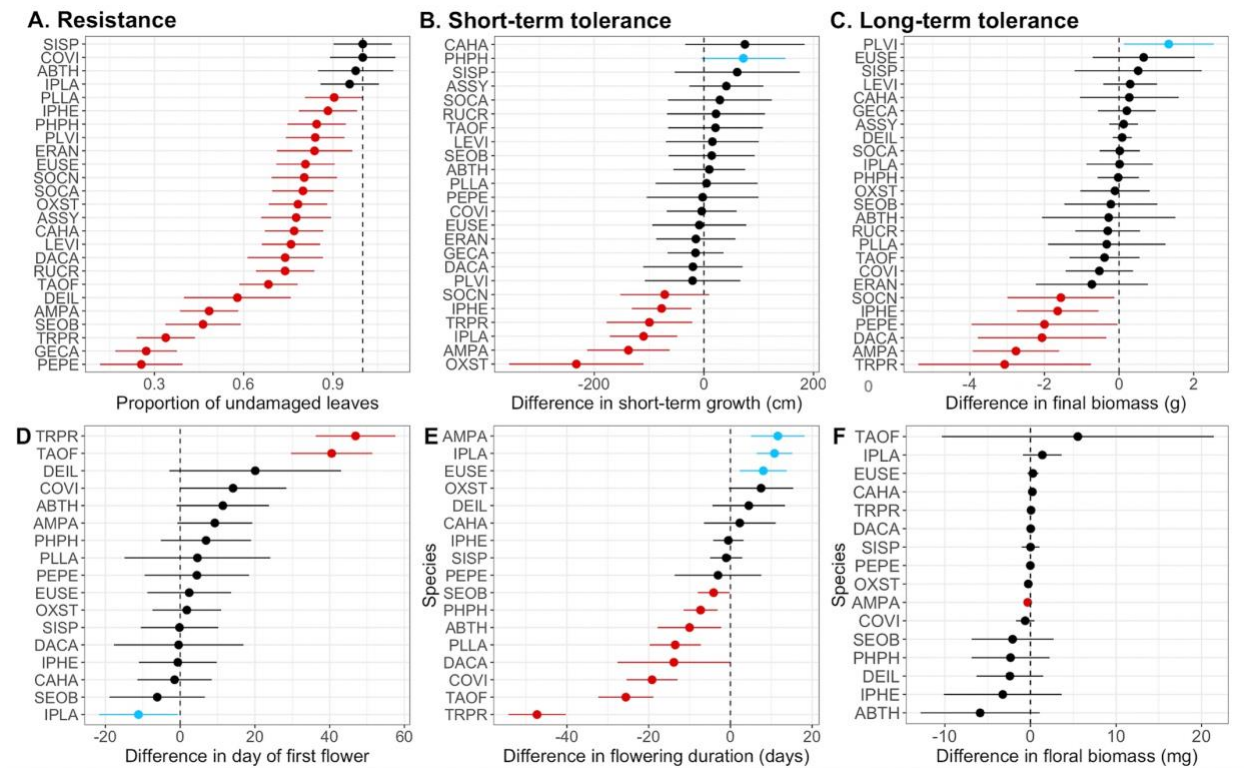 A. Resistance
SISP
COVI
ABTH
IPLA
PLLA
IPHE
PHPH
PLVI
ERAN
EUSE
SOCN
SOCA
OXST
ASSY
CAHA
LEVI
DACA
RUCR
TAOF
DEIL
AMPA
SEOB
TRPR
GECA
PEPE
0.3 0.6 0.9
Proportion of undamaged leaves
B. Short-term tolerance
CAHA
PHPH
SISP
ASSY
SOCA
RUCR
TAOF
LEVI
SEOB
ABTH
PLLA
PEPE
COVI
EUSE
ERAN
GECA
DACA
PLVI
SOCN
IPHE
TRPR
IPLA
AMPA
OXST
-200 0 200
Difference in short-term growth (cm)
C. Long-term tolerance
PLVI
EUSE
SISP
LEVI
CAHA
GECA
ASSY
DEIL
SOCA
IPLA
PHPH
OXST
SEOB
ABTH
RUCR
PLLA
TAOF
COVI
ERAN
SOCN
IPHE
PEPE
DACA
AMPA
TRPR
0
-4 -2 0 2
Difference in final biomass (g)
D
TRPR
TAOF
DEIL
COVI
ABTH
AMPA
PHPH
PLLA
PEPE
EUSE
OXST
SISP
DACA
IPHE
CAHA
SEOB
IPLA
-20 0 20 40 60
Difference in day of first flower
E
Species
AMPA
IPLA
EUSE
OXST
DEIL
CAHA
IPHE
SISP
PEPE
SEOB
PHPH
ABTH
PLLA
DACA
COVI
TAOF
TRPR
-40 -20 0 20
Difference in flowering duration (days)
F
Species
TAOF
IPLA
EUSE
CAHA
TRPR
DACA
SISP
PEPE
OXST
AMPA
COVI
SEOB
PHPH
DEIL
IPHE
ABTH
-10 0 10 20
Difference in floral biomass (mg)